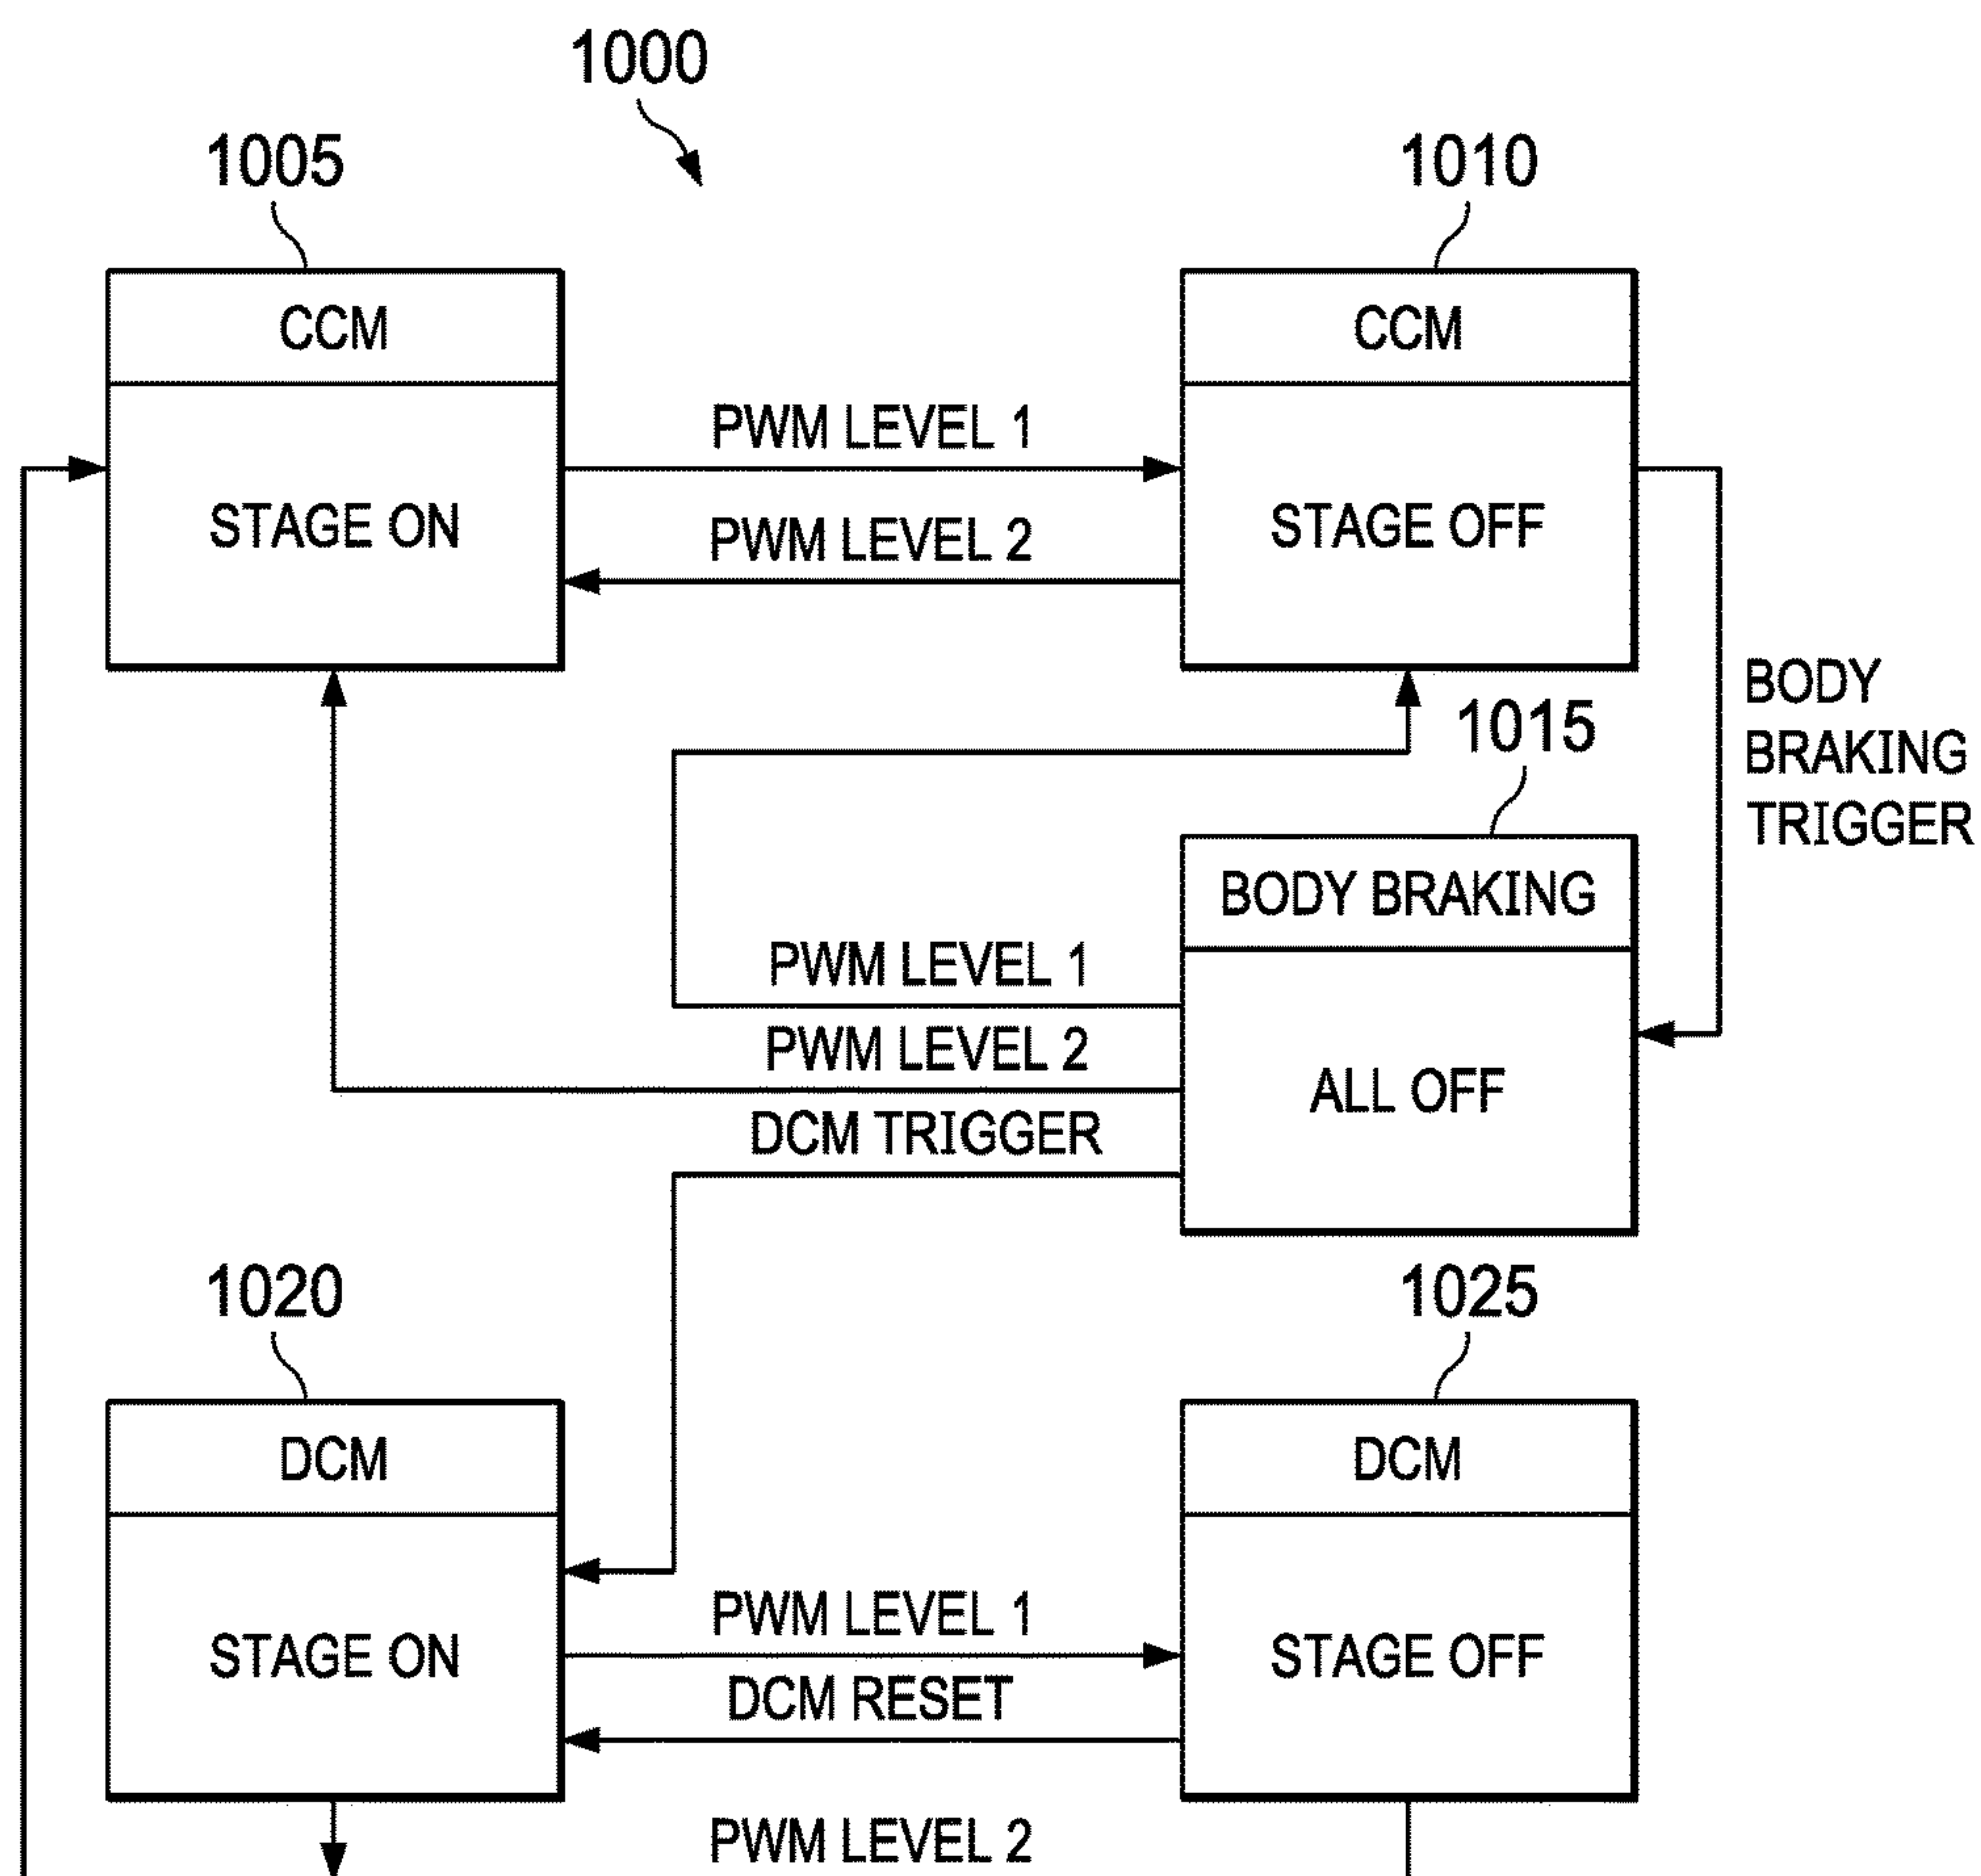 1000
1005
1010
CCM
CCM
PWM LEVEL 1
STAGE ON
STAGE OFF
PWM LEVEL 2
BODY
BRAKING
TRIGGER
1015
BODY BRAKING
PWM LEVEL 1
PWM LEVEL 2
ALL OFF
DCM TRIGGER
1020
1025
DCM
DCM
PWM LEVEL 1
STAGE ON
STAGE OFF
DCM RESET
PWM LEVEL 2